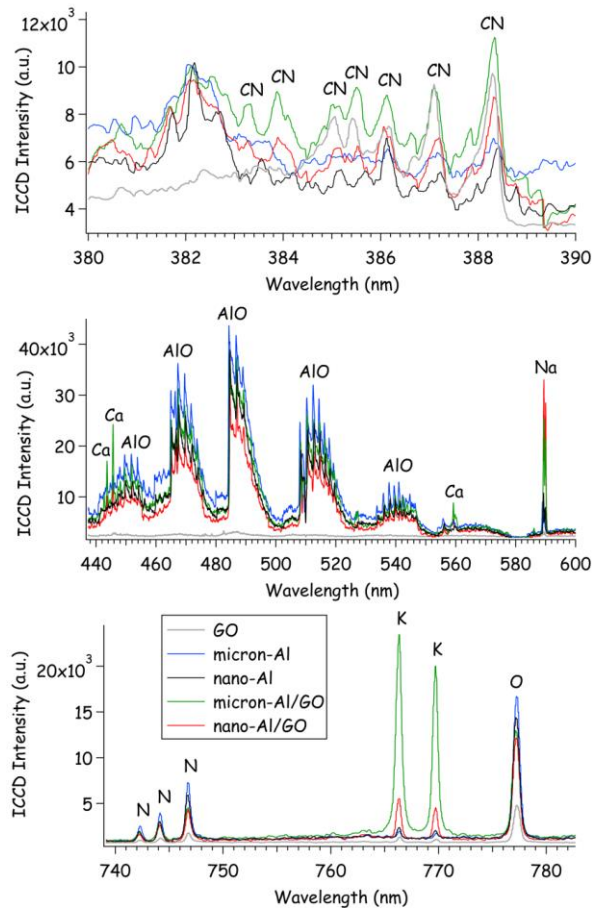 12x10³
CN
CN CN CN CN CN CN
10
8
6
4
ICCD Intensity (a.u.)
380 382 384 386 388 390
Wavelength (nm)
40x10³
AlO
AlO
AlO
Na
30
Ca
Ca AlO
AlO
Ca
20
10
ICCD Intensity (a.u.)
440 460 480 500 520 540 560 580 600
Wavelength (nm)
GO
micron-Al
nano-Al
micron-Al/GO
nano-Al/GO
K K
O
20x10³
15
10
5
N N N
ICCD Intensity (a.u.)
740 750 760 770 780
Wavelength (nm)